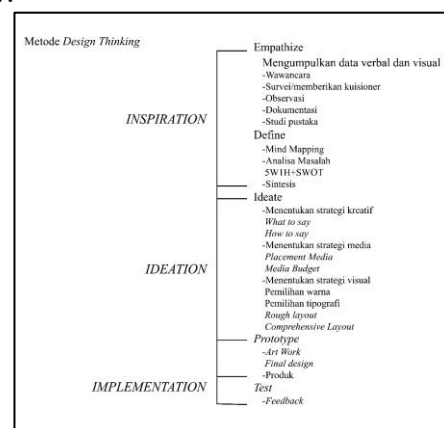 Metode Design Thinking
Empathize
Mengumpulkan data verbal dan visual
-Wawancara
-Survei/memberikan kuisioner
-Observasi
-Dokumentasi
-Studi pustaka
INSPIRATION
Define
-Mind Mapping
-Analisa Masalah
5W1H+SWOT
-Sintesis
Ideate
-Menentukan strategi kreatif
What to say
How to say
-Menentukan strategi media
Placement Media
Media Budget
IDEATION
-Menentukan strategi visual
Pemilihan warna
Pemilihan tipografi
Rough layout
Comprehensive Layout
Prototype
-Art Work
Final design
-Produk
IMPLEMENTATION
Test
-Feedback